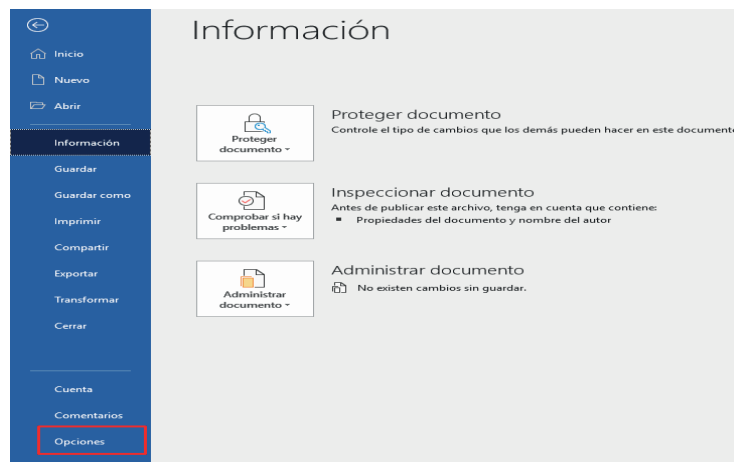 Información
Inicio
Nuevo
Abrir
Información
Guardar
Guardar como
Imprimir
Compartir
Exportar
Transformar
Cerrar
Cuenta
Comentarios
Opciones
Proteger
documento
Proteger documento
Controle el tipo de cambios que los demás pueden hacer en este documento
Comprobar si hay
problemas
Inspeccionar documento
Antes de publicar este archivo, tenga en cuenta que contiene:
▪ Propiedades del documento y nombre del autor
Administrar
documento
Administrar documento
No existen cambios sin guardar.